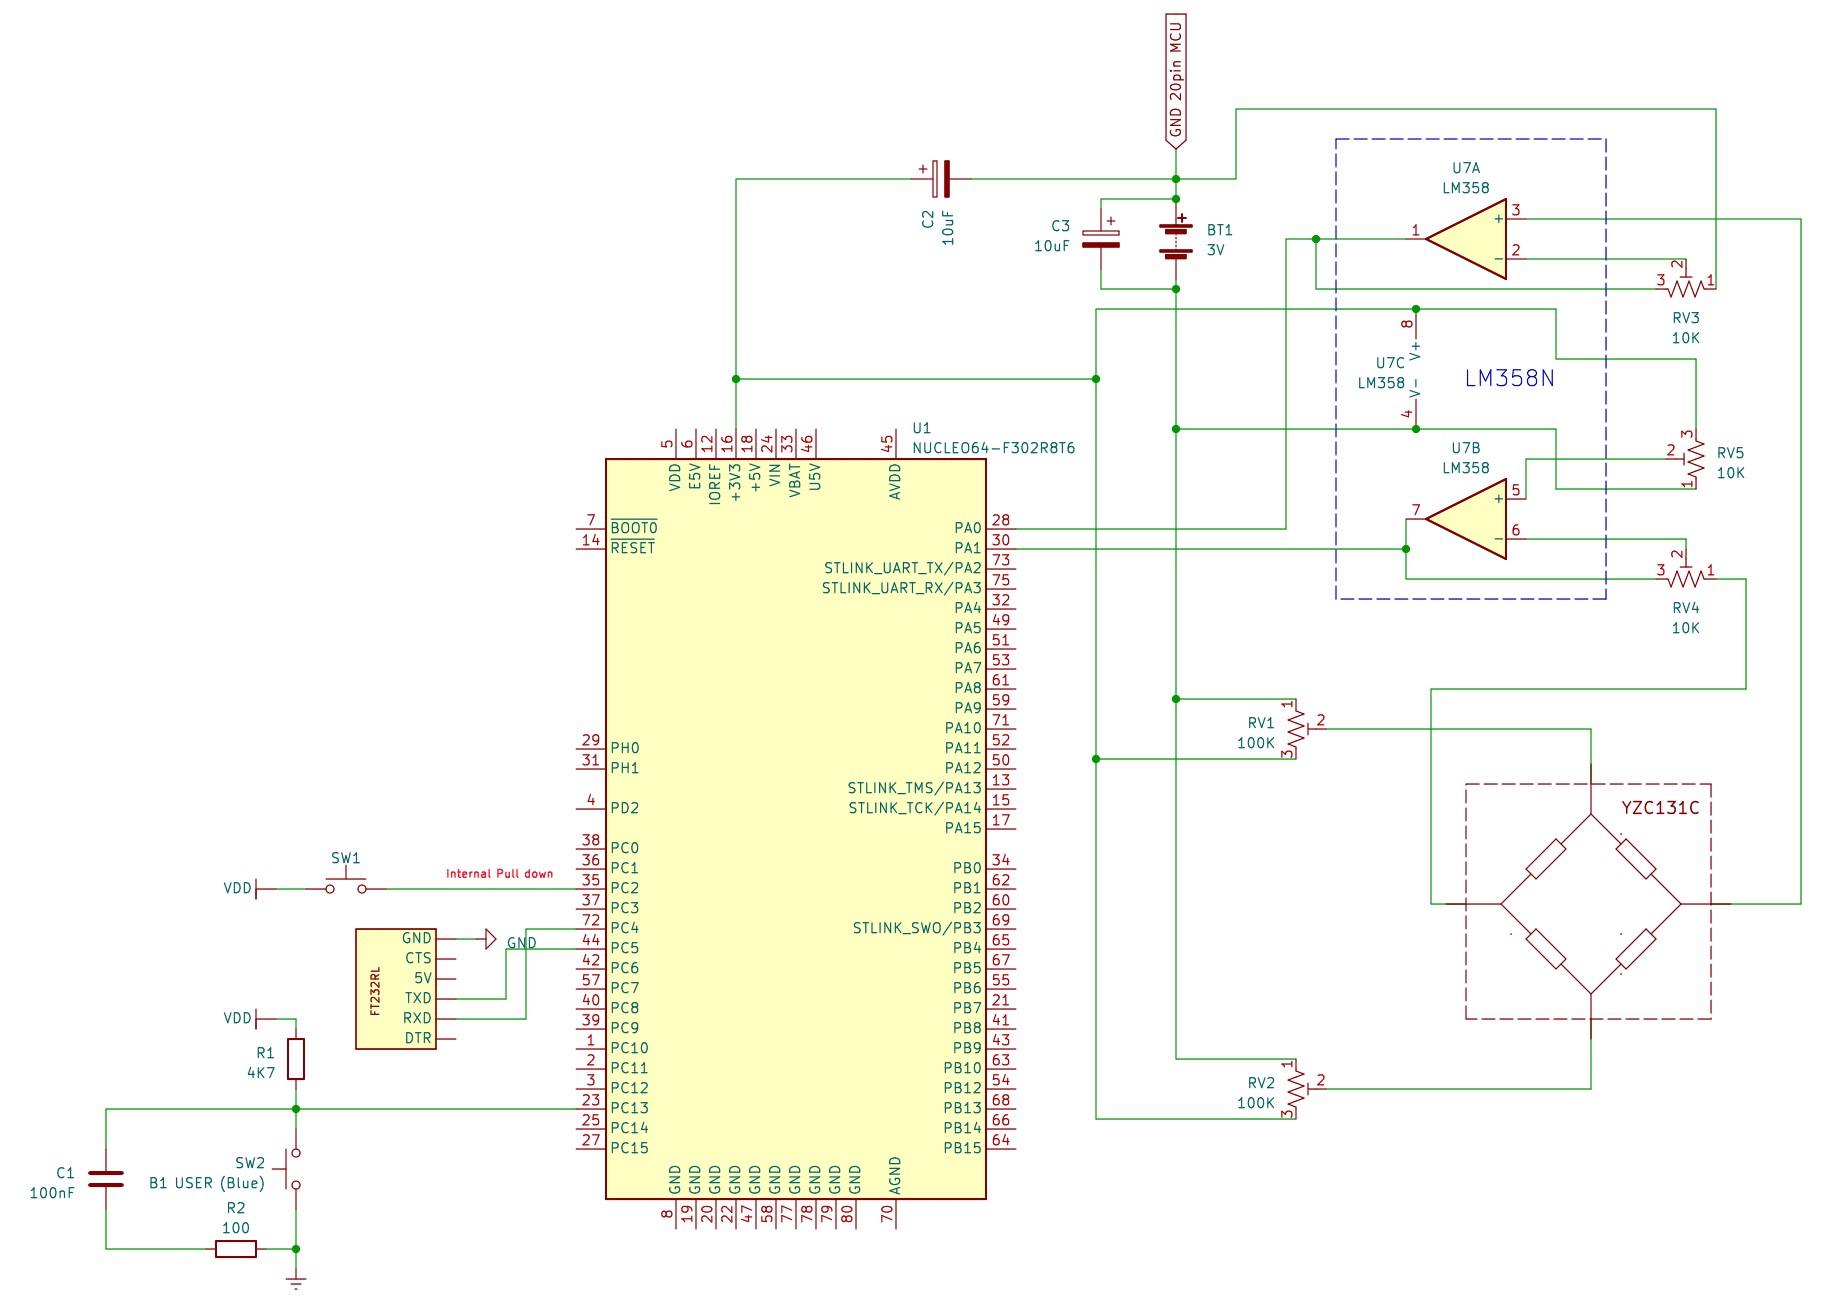 GND 20pin MCU
+
C2
10uF
C3
10uF
+
+
BT1
3V
U7A
LM358
1
+
3
-
2
2
3
1
RV3
10K
8
V+
U7C
LM358
V-
4
LM358N
U7B
LM358
7
+
5
-
6
3
2
1
RV5
10K
2
3
1
RV4
10K
U1
NUCLEO64-F302R8T6
5
6
12
16
18
24
33
46
45
VDD
E5V
IOREF
+3V3
+5V
VIN
VBAT
U5V
AVDD
7
BOOT0
14
RESET
29
PH0
31
PH1
4
PD2
38
PC0
36
PC1
35
PC2
37
PC3
72
PC4
44
PC5
42
PC6
57
PC7
40
PC8
39
PC9
1
PC10
2
PC11
3
PC12
23
PC13
25
PC14
27
PC15
PA0
28
PA1
30
STLINK_UART_TX/PA2
73
STLINK_UART_RX/PA3
75
PA4
32
PA5
49
PA6
51
PA7
53
PA8
61
PA9
59
PA10
71
PA11
52
PA12
50
STLINK_TMS/PA13
13
STLINK_TCK/PA14
15
PA15
17
PB0
34
PB1
62
PB2
60
STLINK_SWO/PB3
69
PB4
65
PB5
67
PB6
55
PB7
21
PB8
41
PB9
43
PB10
63
PB12
54
PB13
68
PB14
66
PB15
64
GND
GND
GND
GND
GND
GND
GND
GND
GND
GND
AGND
8
19
20
22
47
58
77
78
79
80
70
RV1
100K
1
2
3
YZC131C
RV2
100K
1
2
3
VDD
SW1
Internal Pull down
FT232RL
GND
CTS
5V
TXD
RXD
DTR
GND
VDD
R1
4K7
C1
100nF
SW2
B1 USER (Blue)
R2
100